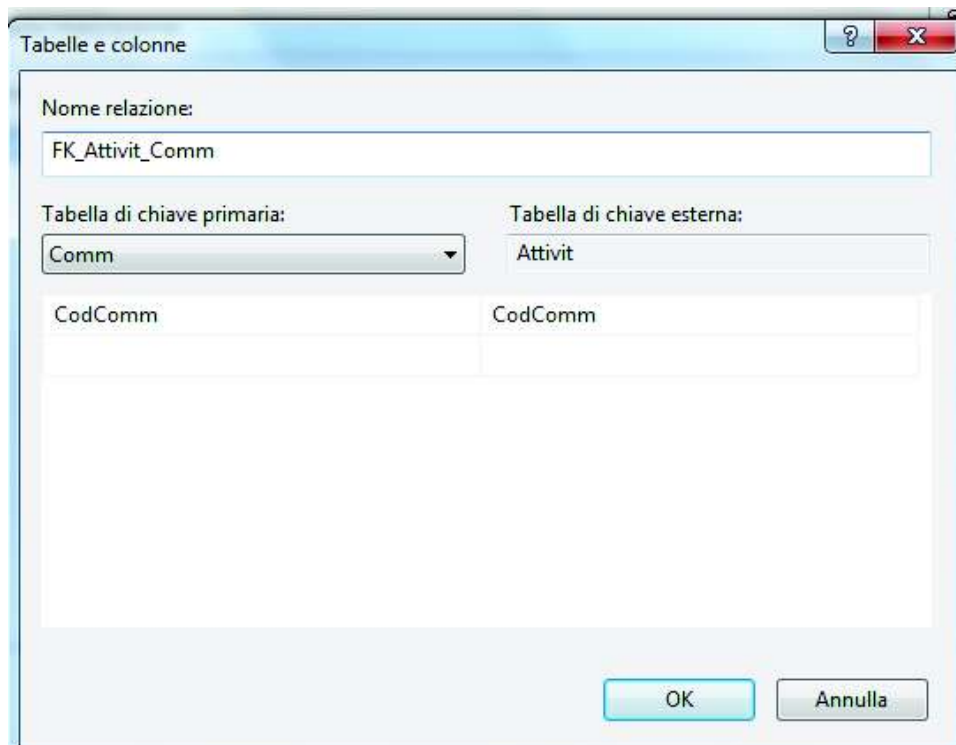 Tabelle e colonne
Nome relazione:
FK_Attivit_Comm
Tabella di chiave primaria: Tabella di chiave esterna:
Comm Attivit
CodComm CodComm
OK Annulla